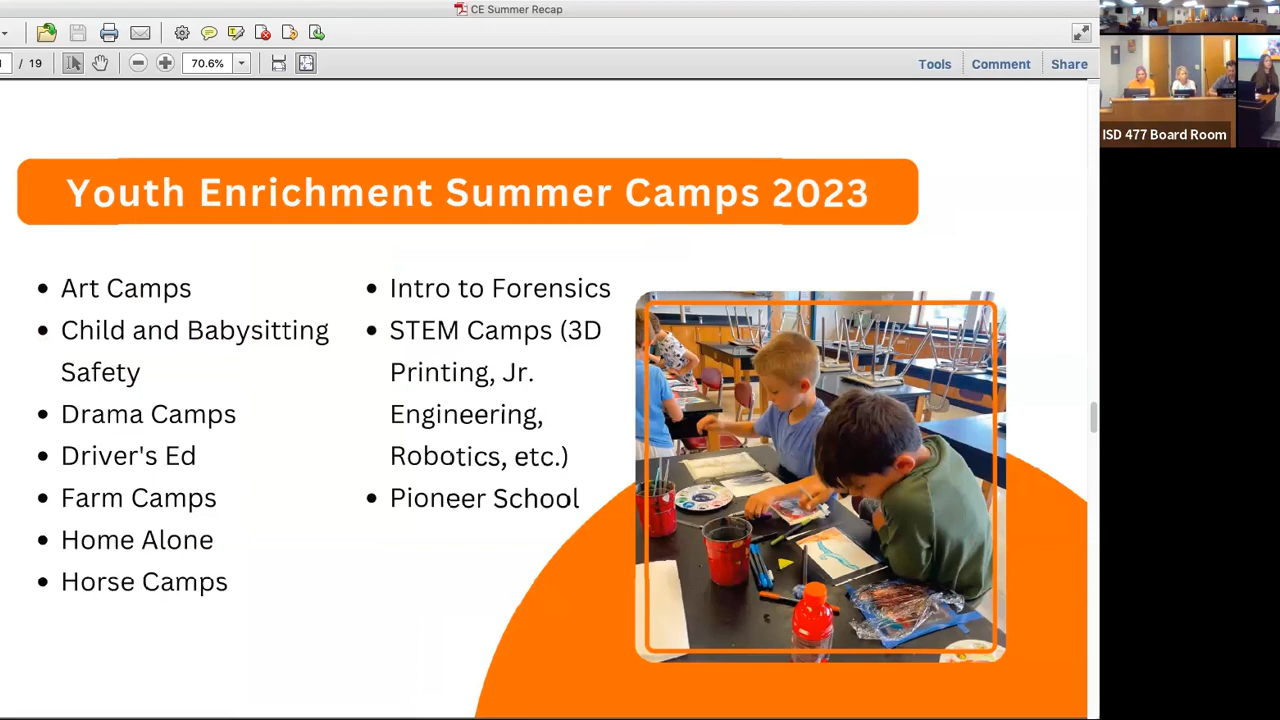 CE Summer Recap
/ 19
70.6%
Tools
Comment
Share
ISD 477 Board Room
Youth Enrichment Summer Camps 2023
Art Camps
Child and Babysitting
Safety
Drama Camps
Driver's Ed
Farm Camps
Home Alone
Horse Camps
Intro to Forensics
STEM Camps (3D
Printing, Jr.
Engineering,
Robotics, etc.)
Pioneer School